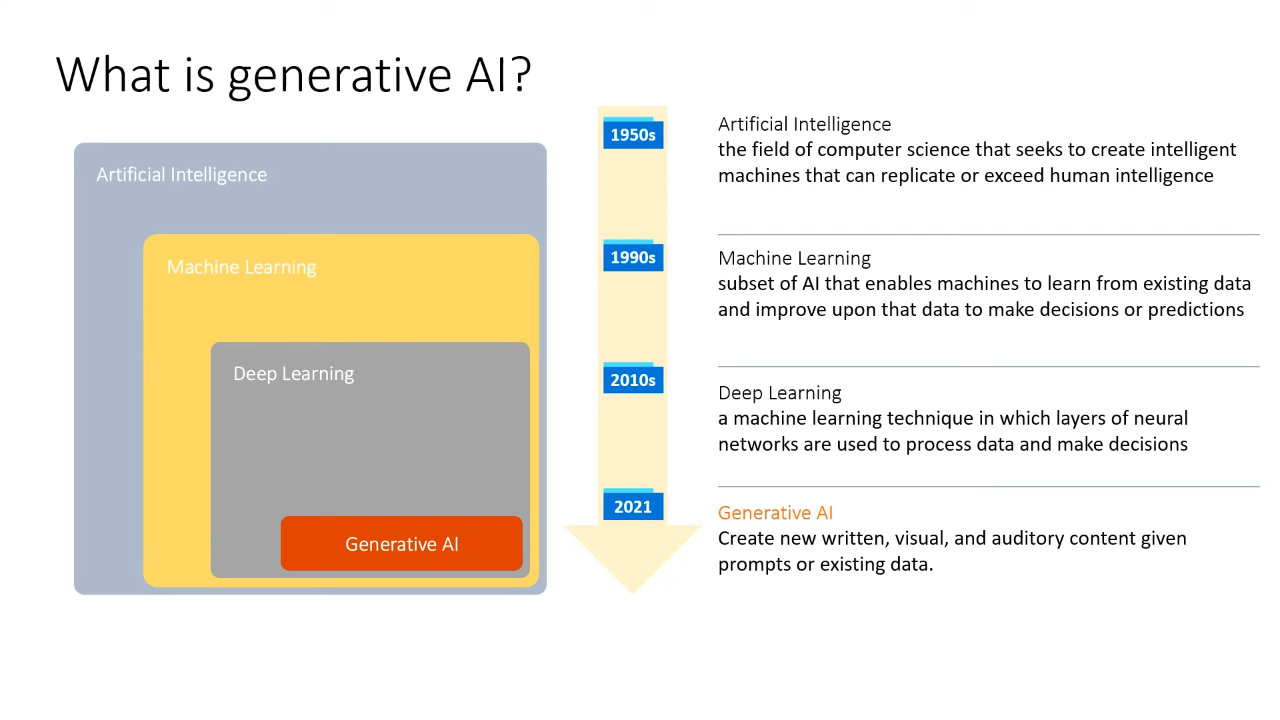 What is generative AI?
Artificial Intelligence
Machine Learning
Deep Learning
Generative AI
1950s
Artificial Intelligence
the field of computer science that seeks to create intelligent
machines that can replicate or exceed human intelligence
1990s
Machine Learning
subset of AI that enables machines to learn from existing data
and improve upon that data to make decisions or predictions
2010s
Deep Learning
a machine learning technique in which layers of neural
networks are used to process data and make decisions
2021
Generative AI
Create new written, visual, and auditory content given
prompts or existing data.